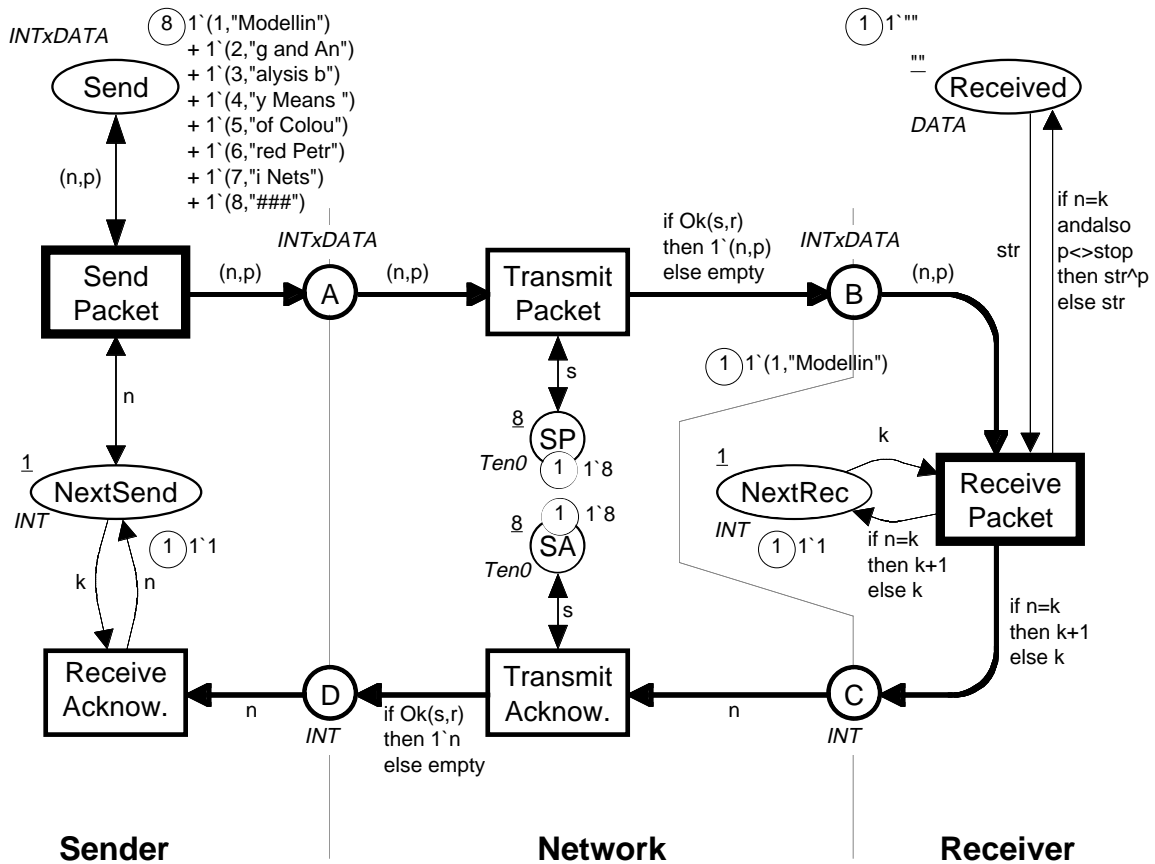 INTxDATA
8 1`(1,"Modellin")
+ 1`(2,"g and An")
+ 1`(3,"alysis b")
+ 1`(4,"y Means ")
+ 1`(5,"of Colou")
+ 1`(6,"red Petr")
+ 1`(7,"i Nets")
+ 1`(8,"###")
Send
(n,p)
1 1`""
""
Received
DATA
str
if n=k
andalso
p<>stop
then str^p
else str
Send
Packet
(n,p)
INTxDATA
A
(n,p)
Transmit
Packet
if Ok(s,r)
then 1`(n,p)
else empty
INTxDATA
B
(n,p)
1 1`(1,"Modellin")
n
s
8
SP
Ten0
1 1`8
1
NextSend
INT
1 1`1
k
n
1 1`8
8
SA
Ten0
s
k
1
NextRec
INT
1 1`1
if n=k
then k+1
else k
Receive
Packet
if n=k
then k+1
else k
Receive
Acknow.
n
D
INT
if Ok(s,r)
then 1`n
else empty
Transmit
Acknow.
n
C
INT
Sender
Network
Receiver